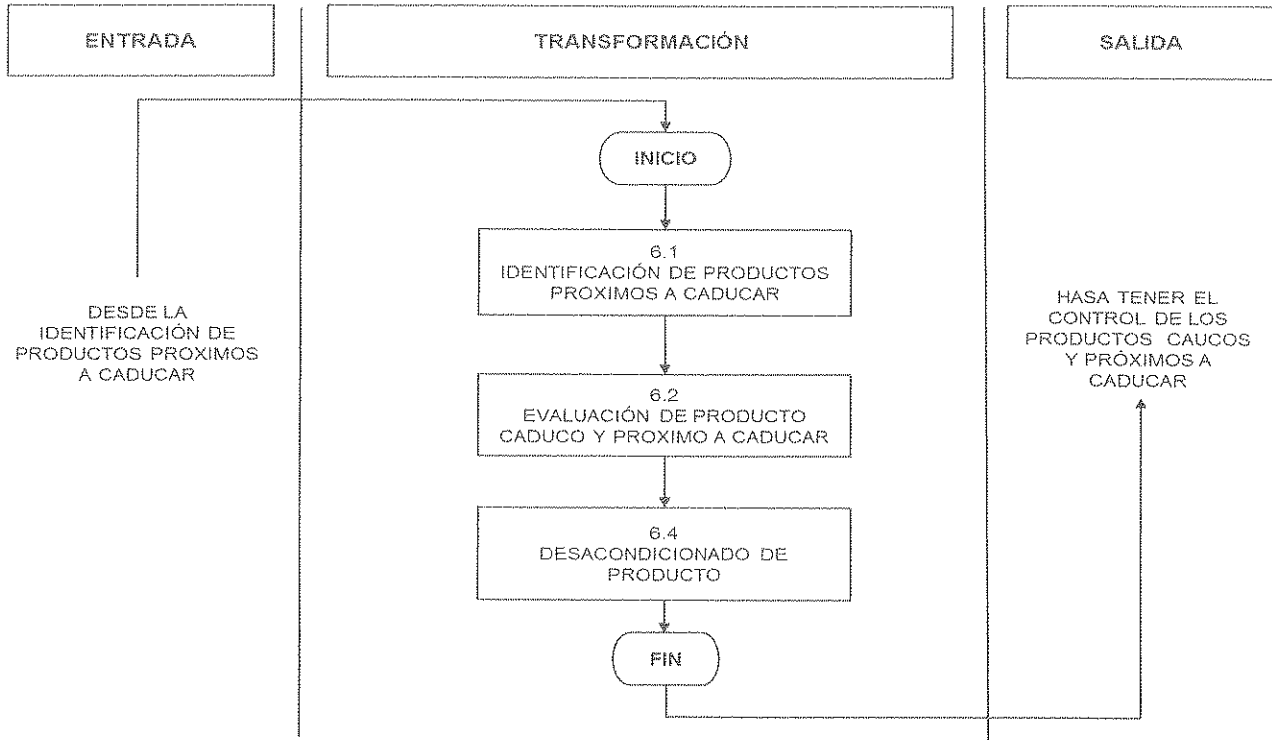 ENTRADA
TRANSFORMACIÓN
SALIDA
DESDE LA
IDENTIFICACIÓN DE
PRODUCTOS PROXIMOS
A CADUCAR
INICIO
6.1
IDENTIFICACIÓN DE PRODUCTOS
PROXIMOS A CADUCAR
6.2
EVALUACIÓN DE PRODUCTO
CADUCO Y PROXIMO A CADUCAR
6.4
DESACONDICIONADO DE
PRODUCTO
FIN
HASA TENER EL
CONTROL DE LOS
PRODUCTOS CAUCOS
Y PRÓXIMOS A
CADUCAR